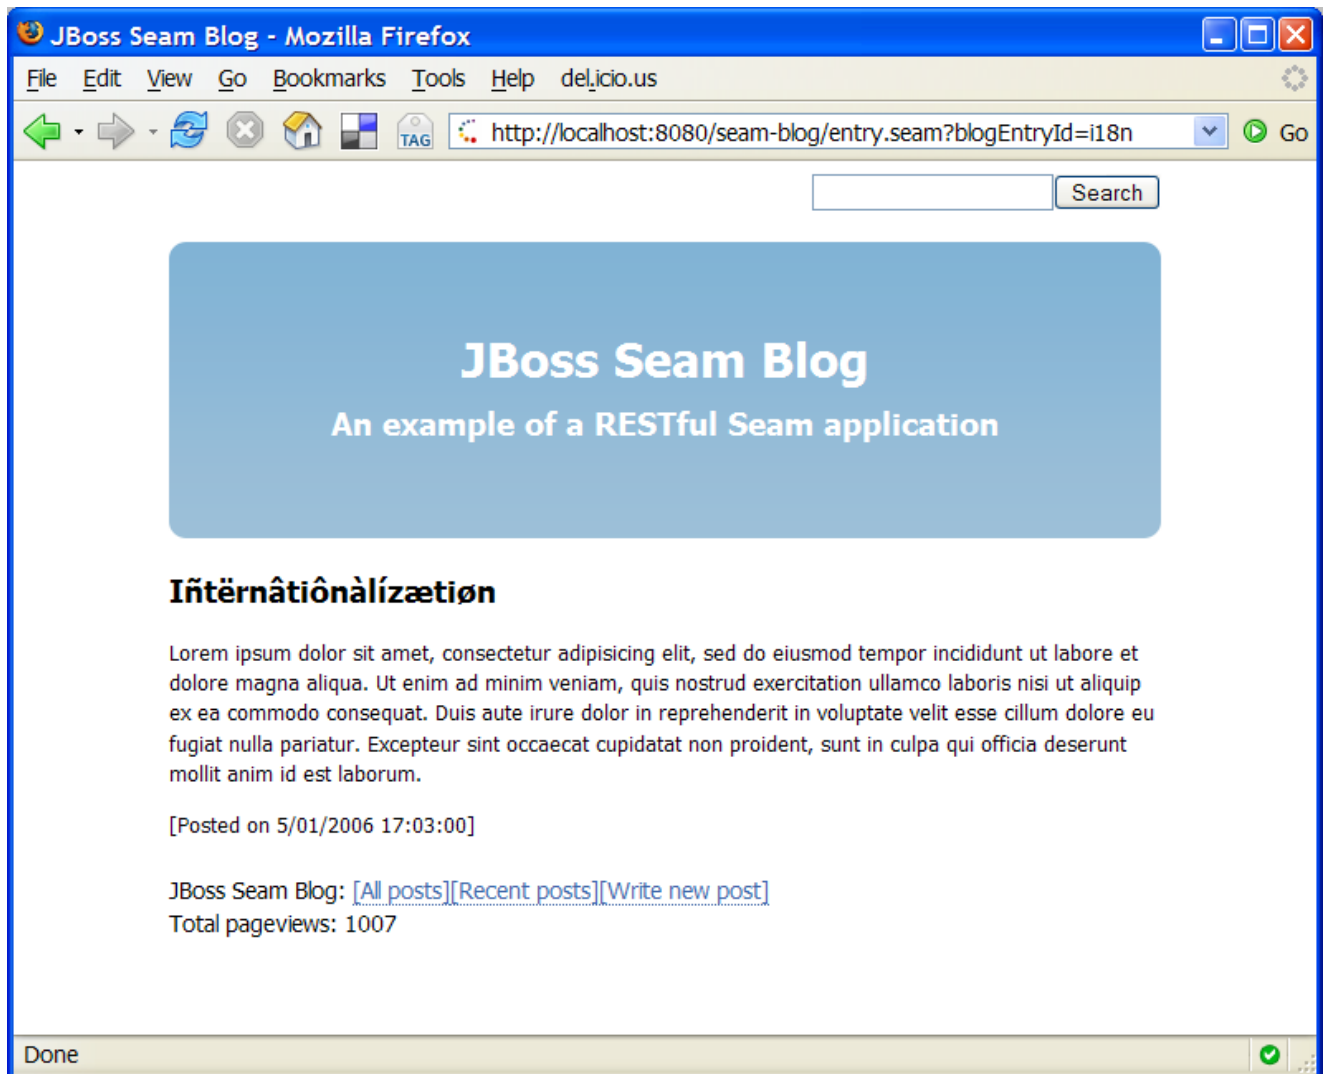 JBoss Seam Blog - Mozilla Firefox
File Edit View Go Bookmarks Tools Help del.icio.us
TAG http://localhost:8080/seam-blog/entry.seam?blogEntryId=i18n Go
Search
JBoss Seam Blog
An example of a RESTful Seam application
Iñtërnâtiônàlízætiøn
Lorem ipsum dolor sit amet, consectetur adipisicing elit, sed do eiusmod tempor incididunt ut labore et
dolore magna aliqua. Ut enim ad minim veniam, quis nostrud exercitation ullamco laboris nisi ut aliquip
ex ea commodo consequat. Duis aute irure dolor in reprehenderit in voluptate velit esse cillum dolore eu
fugiat nulla pariatur. Excepteur sint occaecat cupidatat non proident, sunt in culpa qui officia deserunt
mollit anim id est laborum.
[Posted on 5/01/2006 17:03:00]
JBoss Seam Blog: [All posts][Recent posts][Write new post]
Total pageviews: 1007
Done